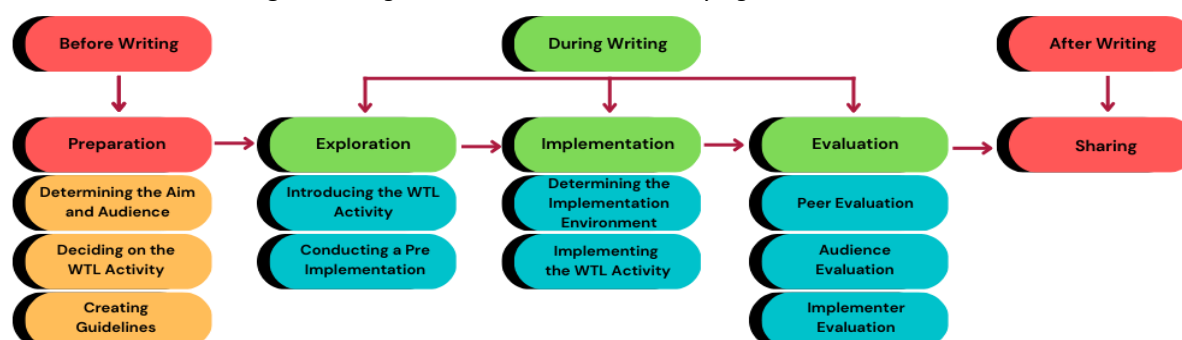 Before Writing
During Writing
After Writing
Preparation
Exploration
Implementation
Evaluation
Sharing
Determining the Aim
and Audience
Deciding on the
WTL Activity
Creating
Guidelines
Introducing the WTL
Activity
Conducting a Pre
Implementation
Determining the
Implementation
Environment
Implementing
the WTL Activity
Peer Evaluation
Audience
Evaluation
Implementer
Evaluation